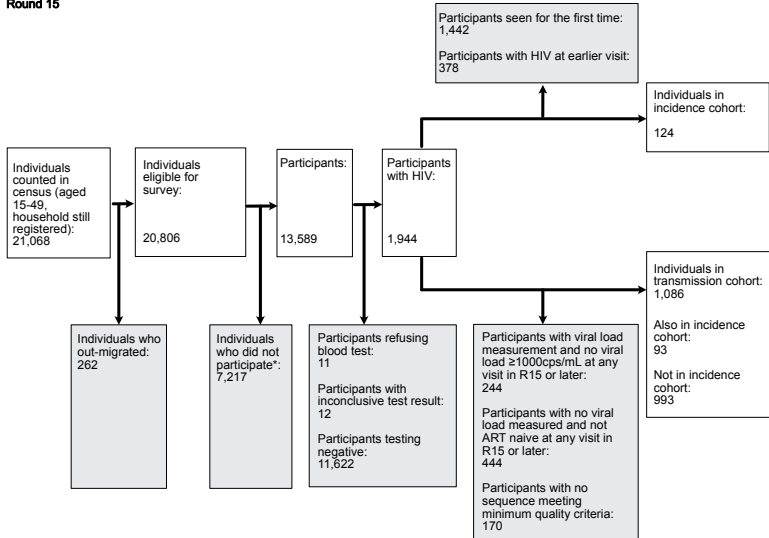 Round 15
Participants seen for the first time:
1,442
Participants with HIV at earlier visit:
378
Individuals in
incidence cohort:
124
Individuals
counted in
census (aged
15-49,
household still
registered):
21,068
Individuals
eligible for
survey:
20,806
Participants:
13,589
Participants
with HIV:
1,944
Individuals in
transmission cohort:
1,086
Also in incidence
cohort:
93
Not in incidence
cohort:
993
Individuals who
out-migrated:
262
Individuals
who did not
participate*:
7,217
Participants refusing
blood test:
11
Participants with
inconclusive test result:
12
Participants testing
negative:
11,622
Participants with viral load
measurement and no viral
load ≥1000cps/mL at any
visit in R15 or later:
244
Participants with no viral
load measured and not
ART naive at any visit in
R15 or later:
444
Participants with no
sequence meeting
minimum quality criteria:
170